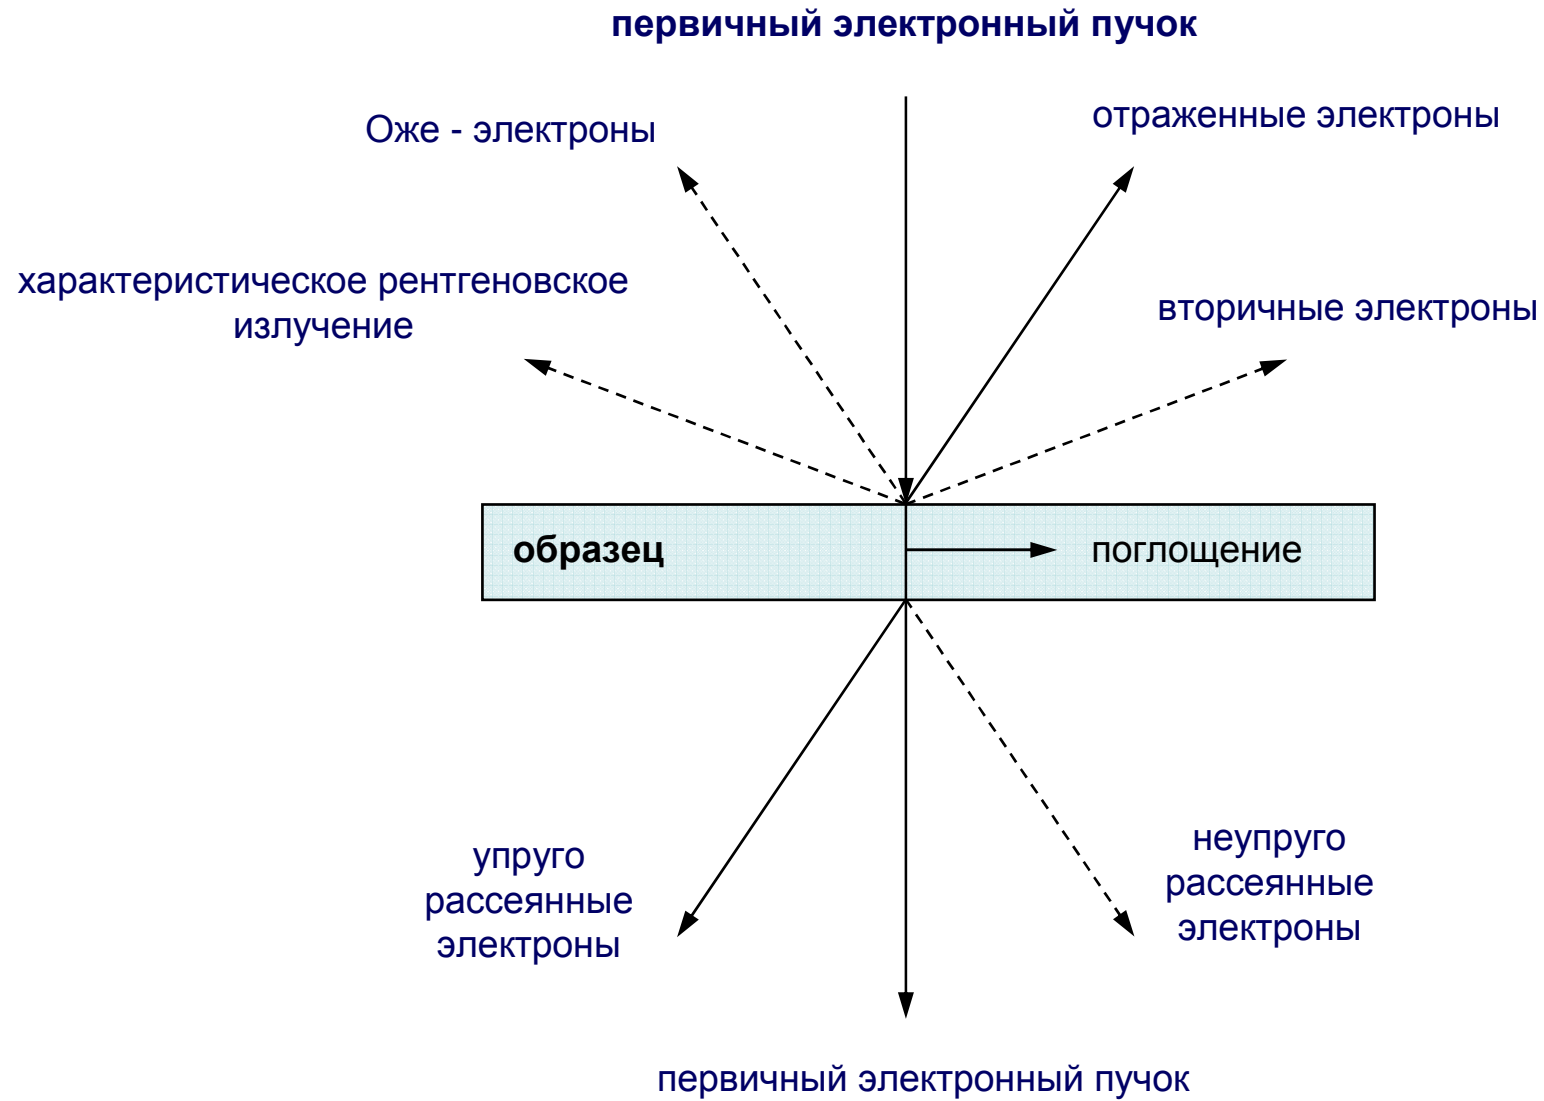 первичный электронный пучок
отраженные электроны
Оже - электроны
характеристическое рентгеновское
излучение
вторичные электроны
образец
поглощение
упруго
рассеянные
электроны
неупруго
рассеянные
электроны
первичный электронный пучок